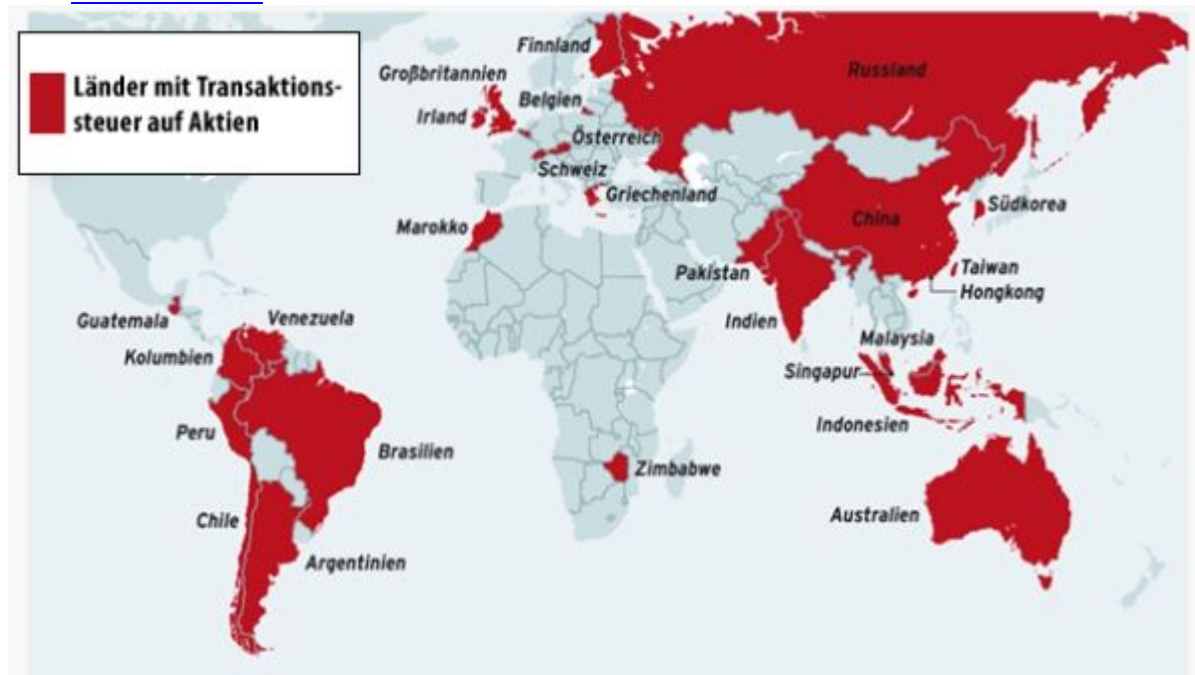 Länder mit Transaktions-
steuer auf Aktien
Finnland
Großbritannien
Russland
Belgien
Irland
Österreich
Schweiz
Griechenland
Südkorea
China
Marokko
Taiwan
Pakistan
Hongkong
Guatemala
Venezuela
Indien
Malaysia
Kolumbien
Singapur
Indonesien
Peru
Brasilien
Zimbabwe
Chile
Australien
Argentinien